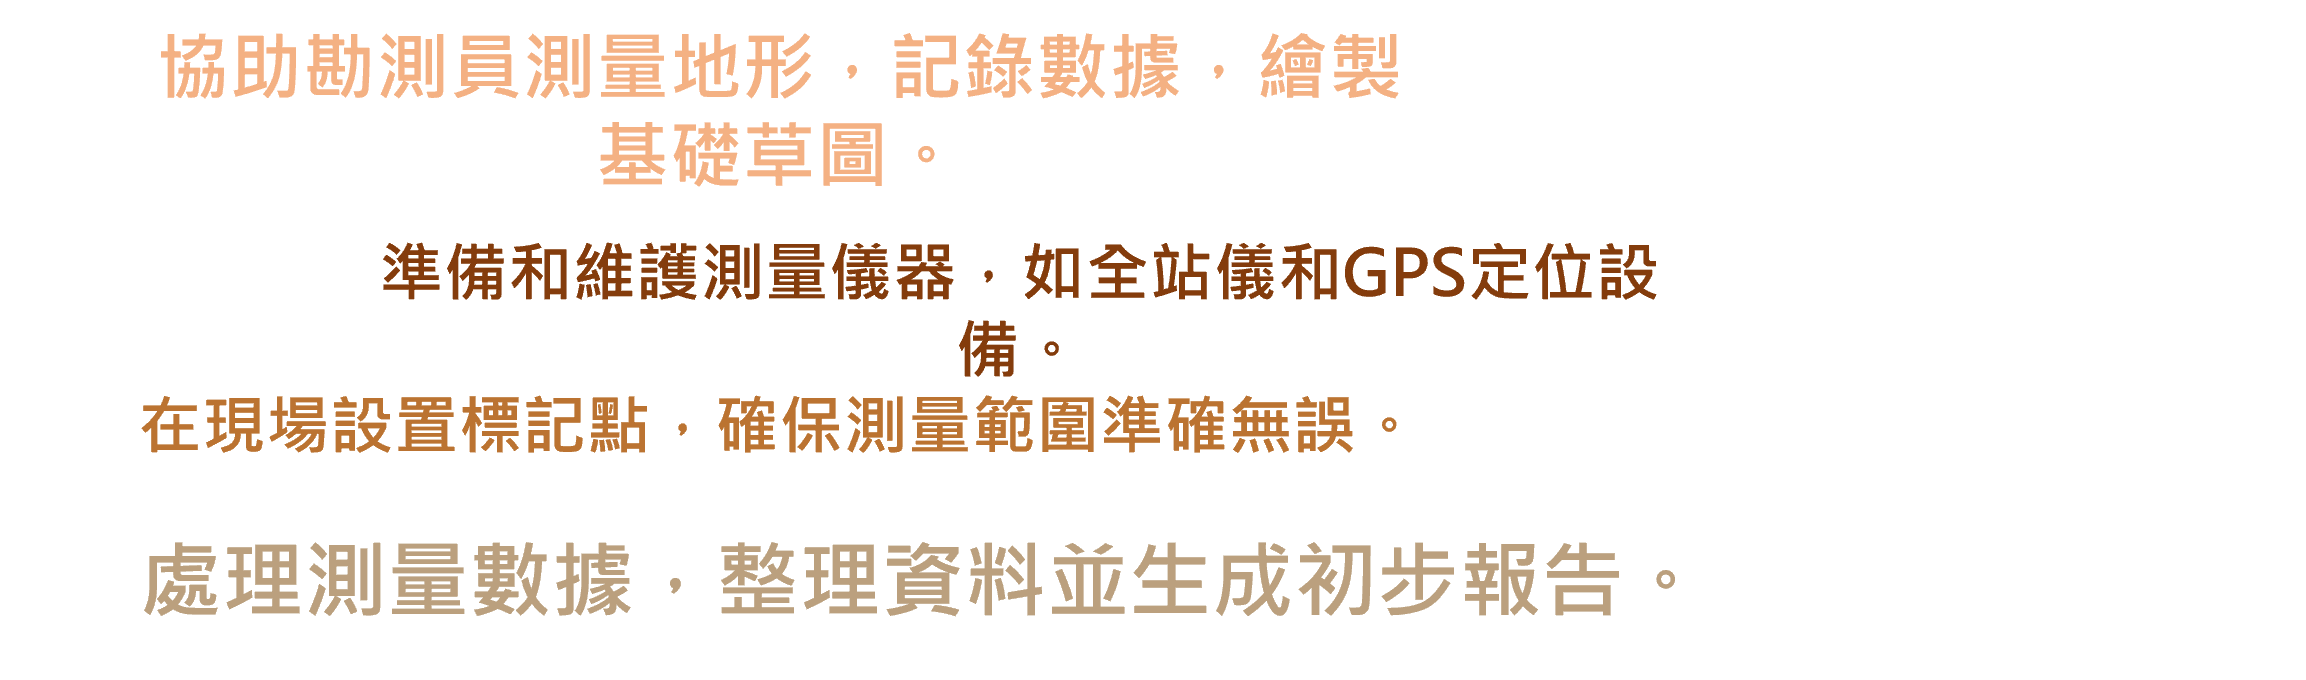 協助勘測員測量地形，記錄數據，繪製
基礎草圖。
準備和維護測量儀器，如全站儀和GPS定位設
備。
在現場設置標記點，確保測量範圍準確無誤。
處理測量數據，整理資料並生成初步報告。